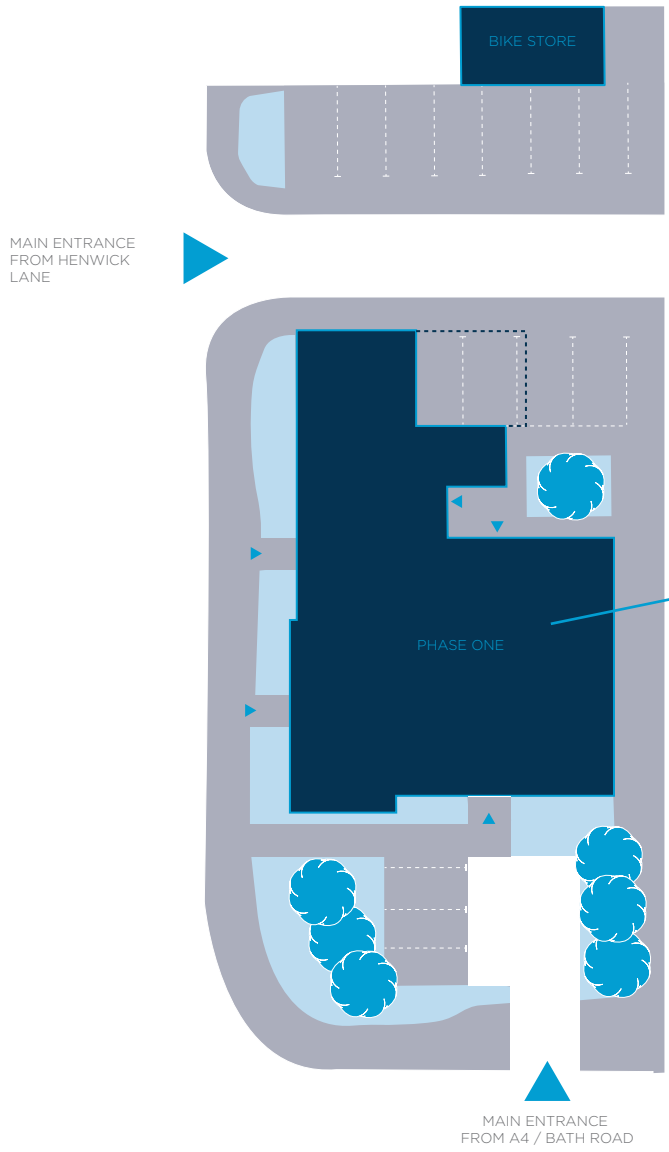 BIKE STORE
MAIN ENTRANCE
FROM HENWICK
LANE
PHASE ONE
MAIN ENTRANCE
FROM A4 / BATH ROAD